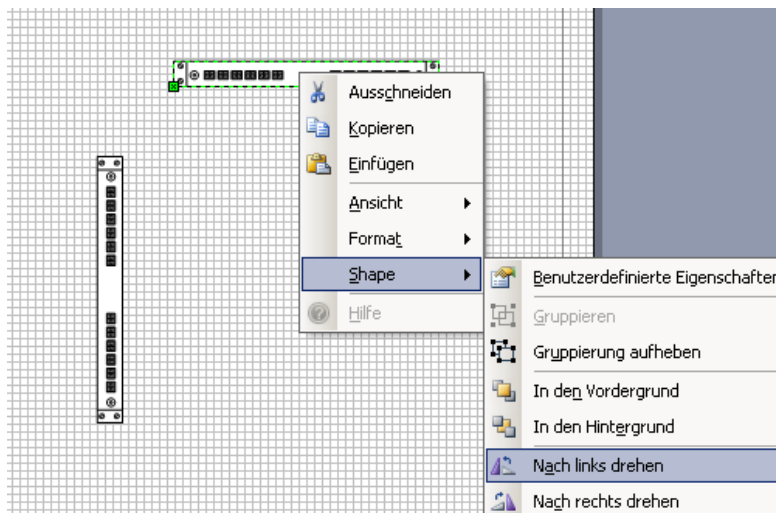 Ausschneiden
Kopieren
Einfügen
Ansicht
Format
Shape
Hilfe
Benutzerdefinierte Eigenschaften
Gruppieren
Gruppierung aufheben
In den Vordergrund
In den Hintergrund
Nach links drehen
Nach rechts drehen